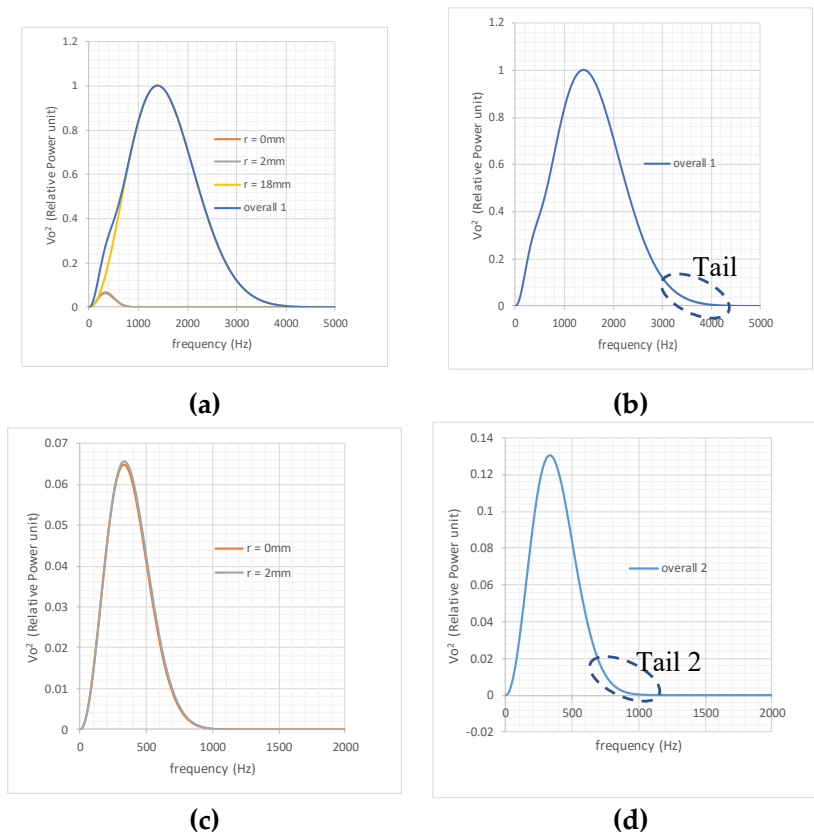 1.2
1
0.8
0.6
0.4
0.2
0
0 1000 2000 3000 4000 5000
Vo² (Relative Power unit)
frequency (Hz)
r = 0mm
r = 2mm
r = 18mm
overall 1
(a)
1.2
1
0.8
0.6
0.4
0.2
0
0 1000 2000 3000 4000 5000
Vo² (Relative Power unit)
frequency (Hz)
overall 1
Tail
(b)
0.07
0.06
0.05
0.04
0.03
0.02
0.01
0
0 500 1000 1500 2000
Vo² (Relative Power unit)
frequency (Hz)
r = 0mm
r = 2mm
(c)
0.14
0.12
0.1
0.08
0.06
0.04
0.02
0
-0.02
0 500 1000 1500 2000
Vo² (Relative Power unit)
frequency (Hz)
overall 2
Tail 2
(d)